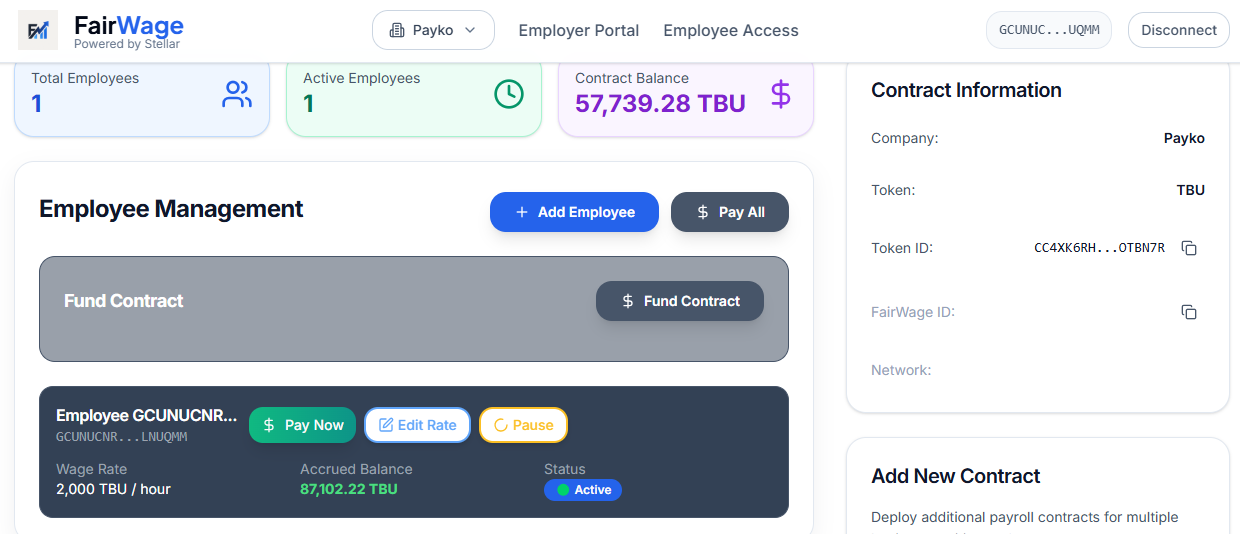 FairWage
Powered by Stellar
Payko
Employer Portal
Employee Access
GCUNUC...UQMM
Disconnect
Total Employees
1
Active Employees
1
Contract Balance
57,739.28 TBU
Employee Management
Add Employee
Pay All
Fund Contract
Fund Contract
Employee GCUNUCNR...
GCUNUCNR...LNUQMM
Pay Now
Edit Rate
Pause
Wage Rate
2,000 TBU / hour
Accrued Balance
87,102.22 TBU
Status
Active
Contract Information
Company:
Payko
Token:
TBU
Token ID:
CC4XK6RH...OTBN7R
FairWage ID:
Network:
Add New Contract
Deploy additional payroll contracts for multiple